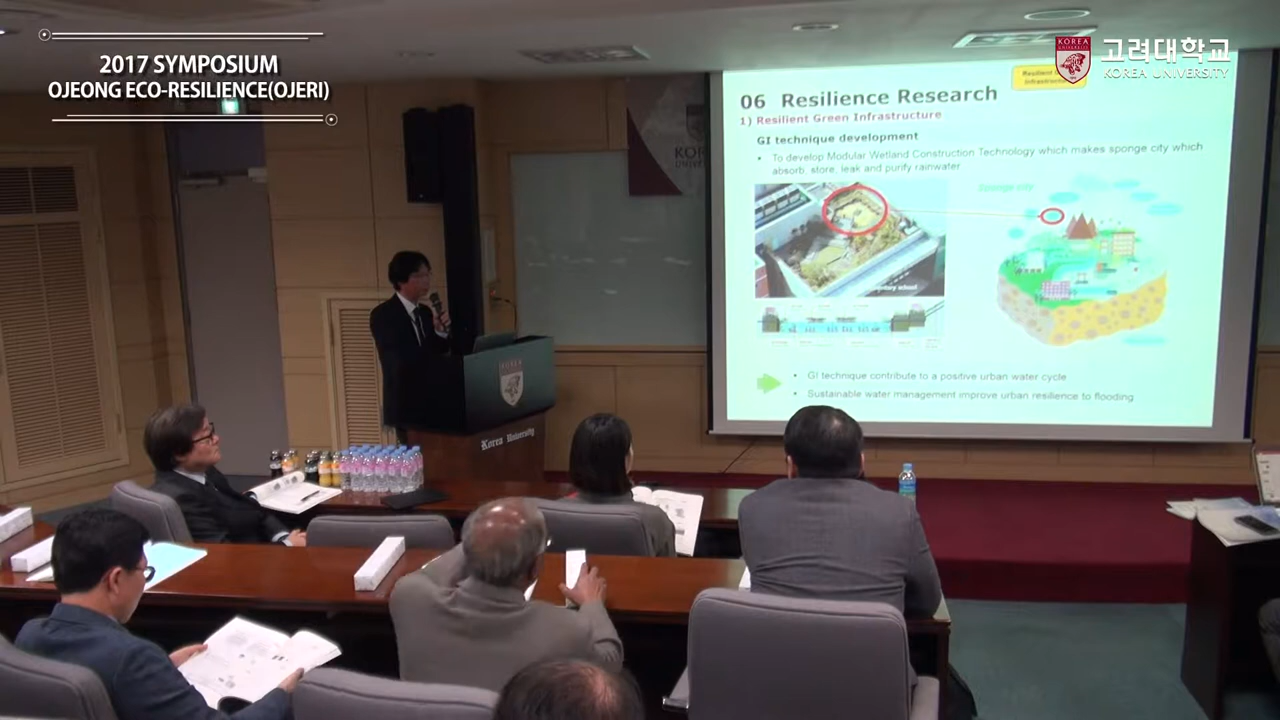 2017 SYMPOSIUM
OJEONG ECO-RESILIENCE(OJERI)
KOREA
고려대학교
KOREA UNIVERSITY
06 Resilience Research
1) Resilient Green Infrastructure
GI technique development
• To develop Modular Wetland Construction Technology which makes sponge city which
absorb, store, leak and purify rainwater
Sponge city
school
• GI technique contribute to a positive urban water cycle
• Sustainable water management improve urban resilience to flooding
KOREA
Korea University